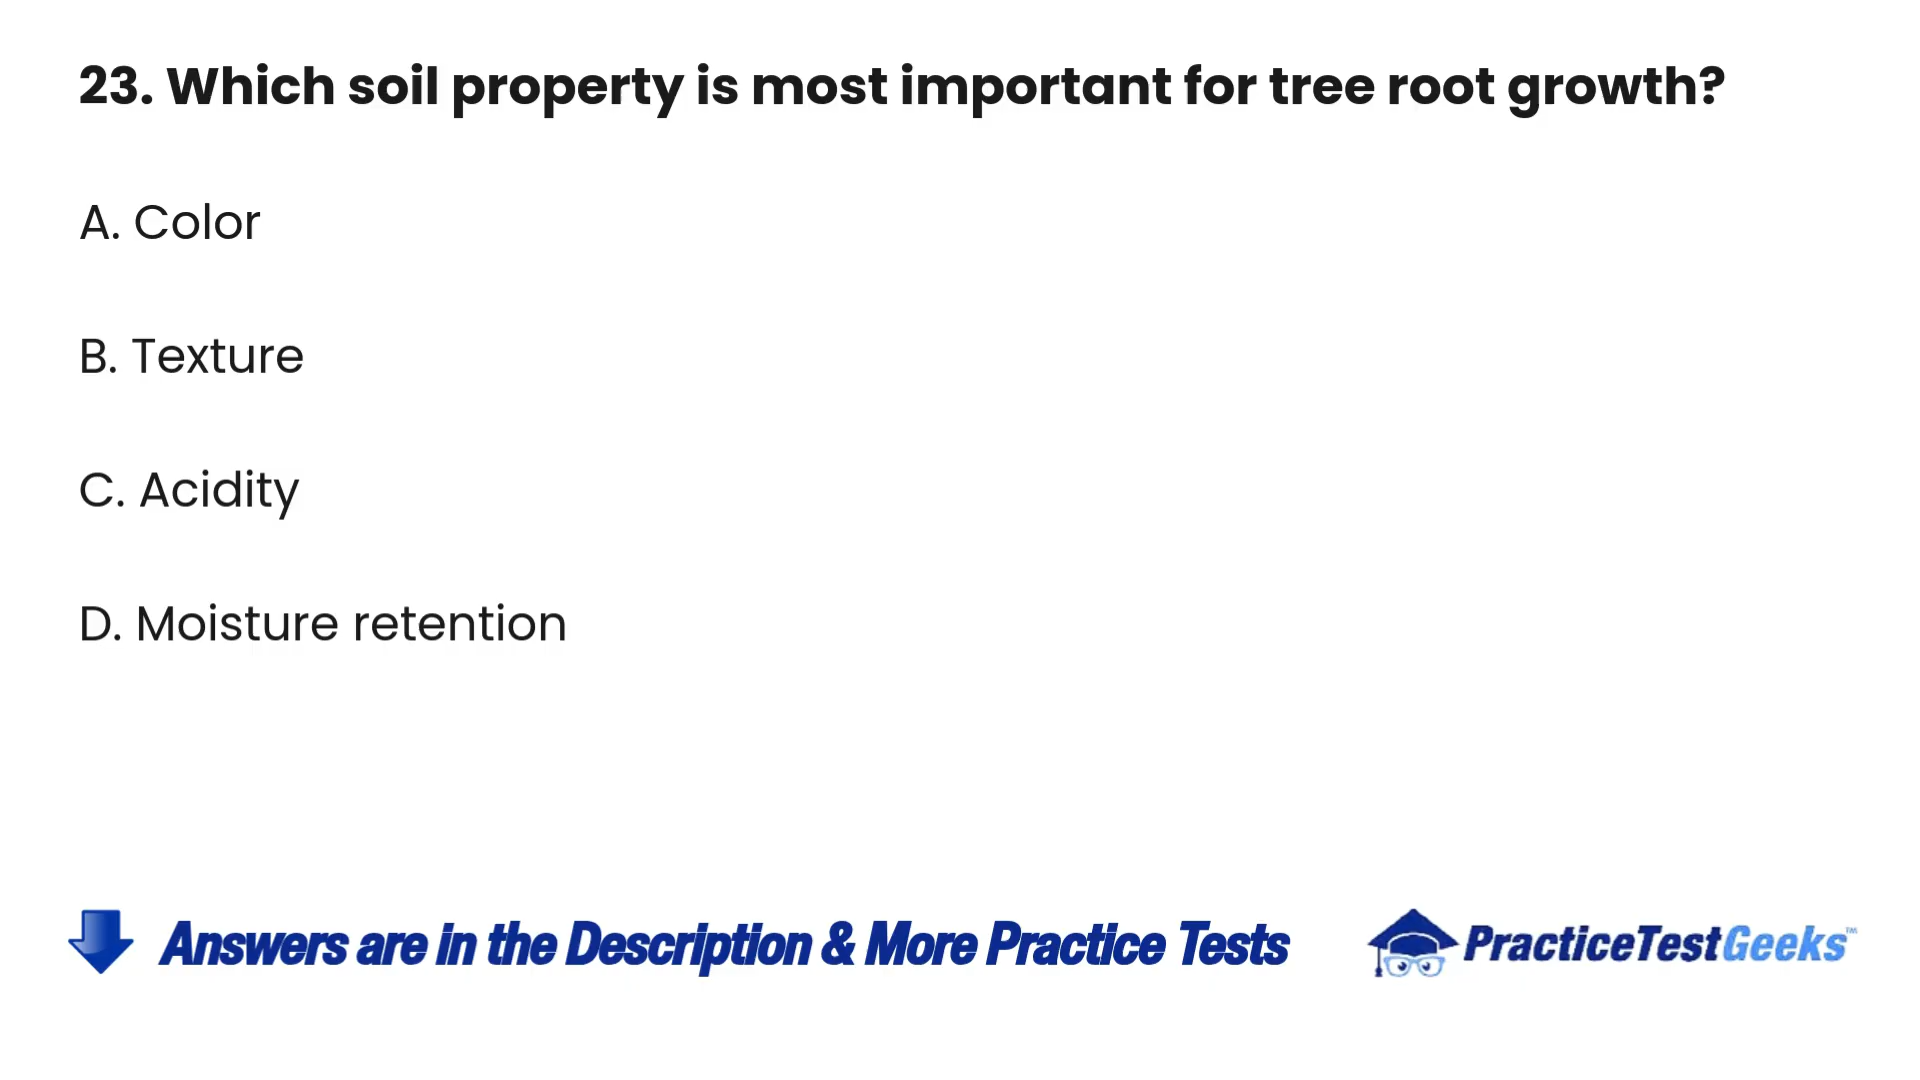 23. Which soil property is most important for tree root growth?
A. Color
B. Texture
C. Acidity
D. Moisture retention
Answers are in the Description & More Practice Tests
PracticeTestGeeks™